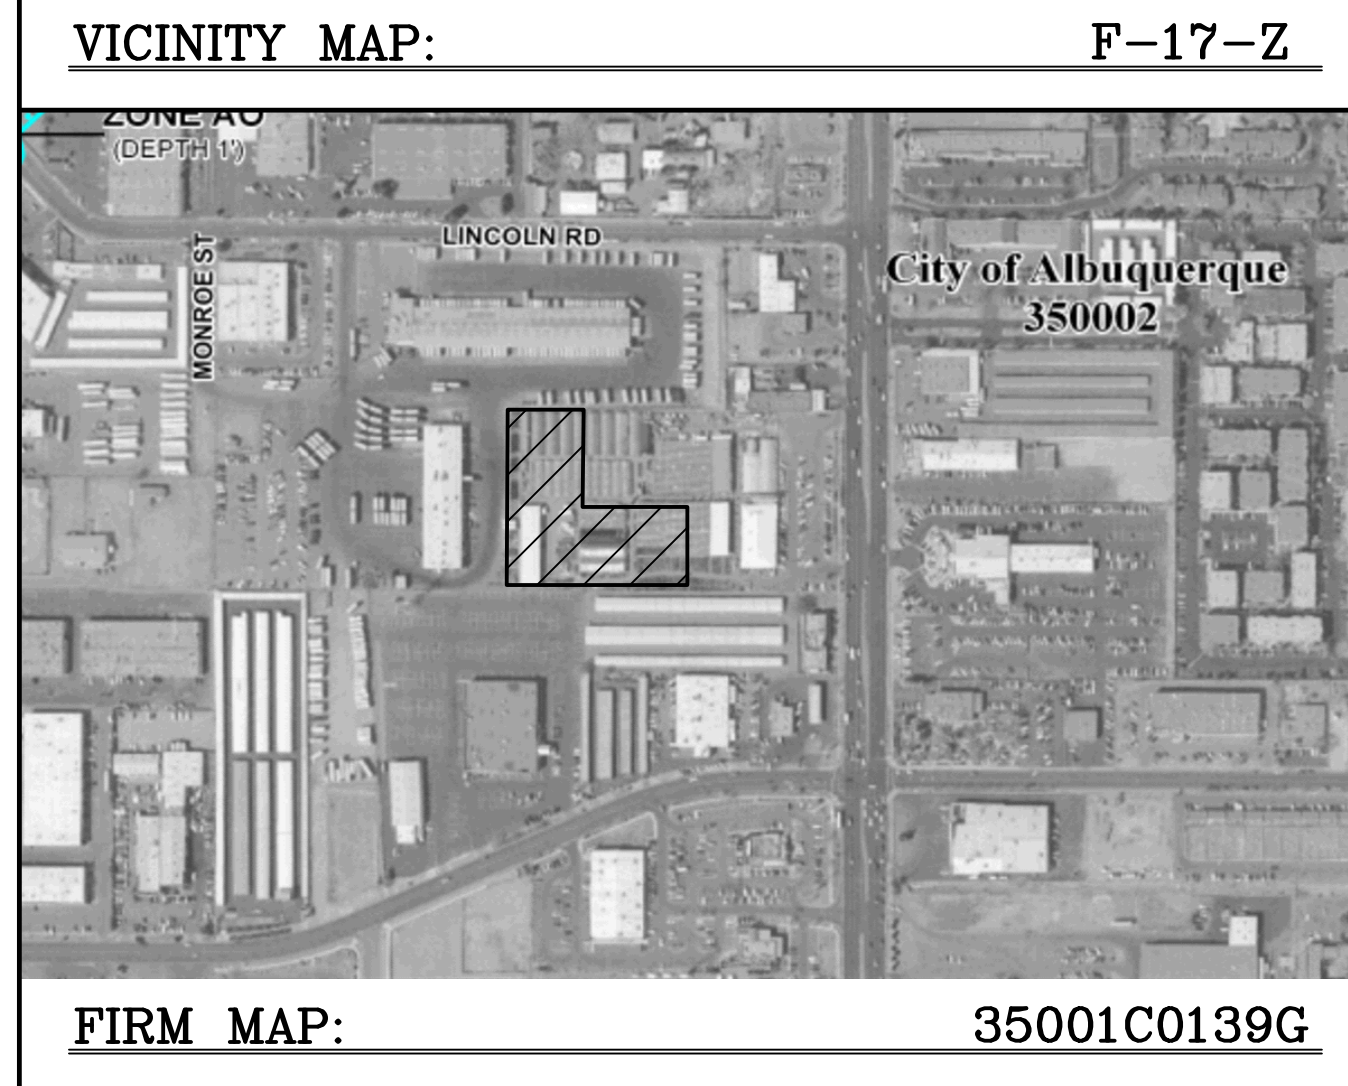 VICINITY MAP: F-17-Z
ZONE AO
(DEPTH 1')
LINCOLN RD
MONROE ST
City of Albuquerque
350002
FIRM MAP: 35001C0139G